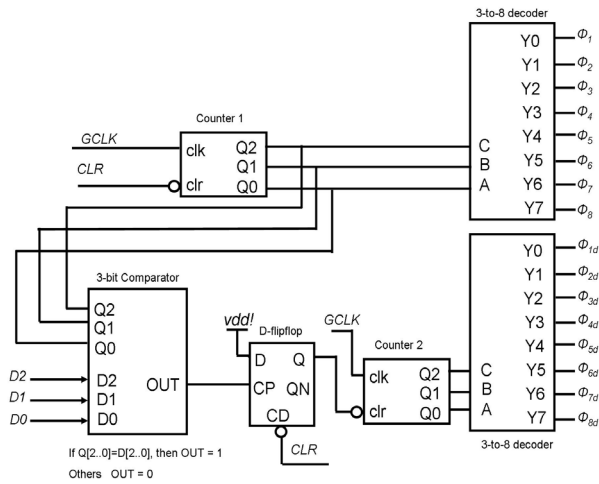 3-to-8 decoder
Y0 Φ1
Y1 Φ2
Y2 Φ3
Y3 Φ4
Y4 Φ5
Y5 Φ6
Y6 Φ7
Y7 Φ8
C
B
A
Counter 1
GCLK
clk Q2
Q1
CLR
clr Q0
3-bit Comparator
Q2
Q1
Q0
D2 D2
D1 D1
D0 D0
OUT
If Q[2..0]=D[2..0], then OUT = 1
Others OUT = 0
vdd!
D-flipflop
D Q
CP QN
CD
CLR
GCLK
Counter 2
clk Q2
Q1
clr Q0
Y0 Φ1d
Y1 Φ2d
Y2 Φ3d
Y3 Φ4d
Y4 Φ5d
Y5 Φ6d
Y6 Φ7d
Y7 Φ8d
C
B
A
3-to-8 decoder